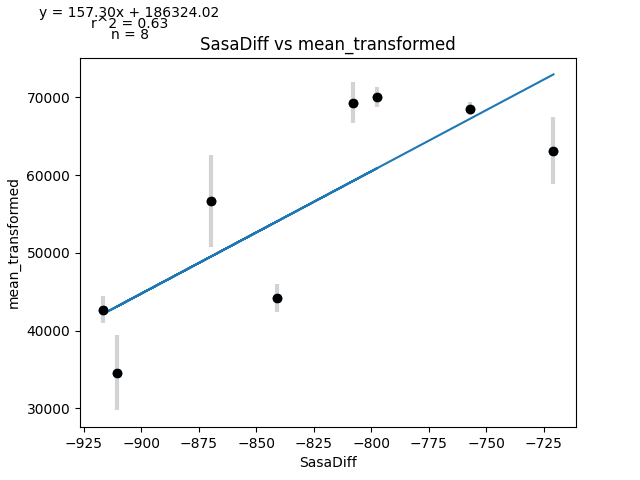 y = 157.30x + 186324.02
r^2 = 0.63
n = 8
SasaDiff vs mean_transformed
70000
60000
50000
40000
30000
mean_transformed
−925 −900 −875 −850 −825 −800 −775 −750 −725
SasaDiff